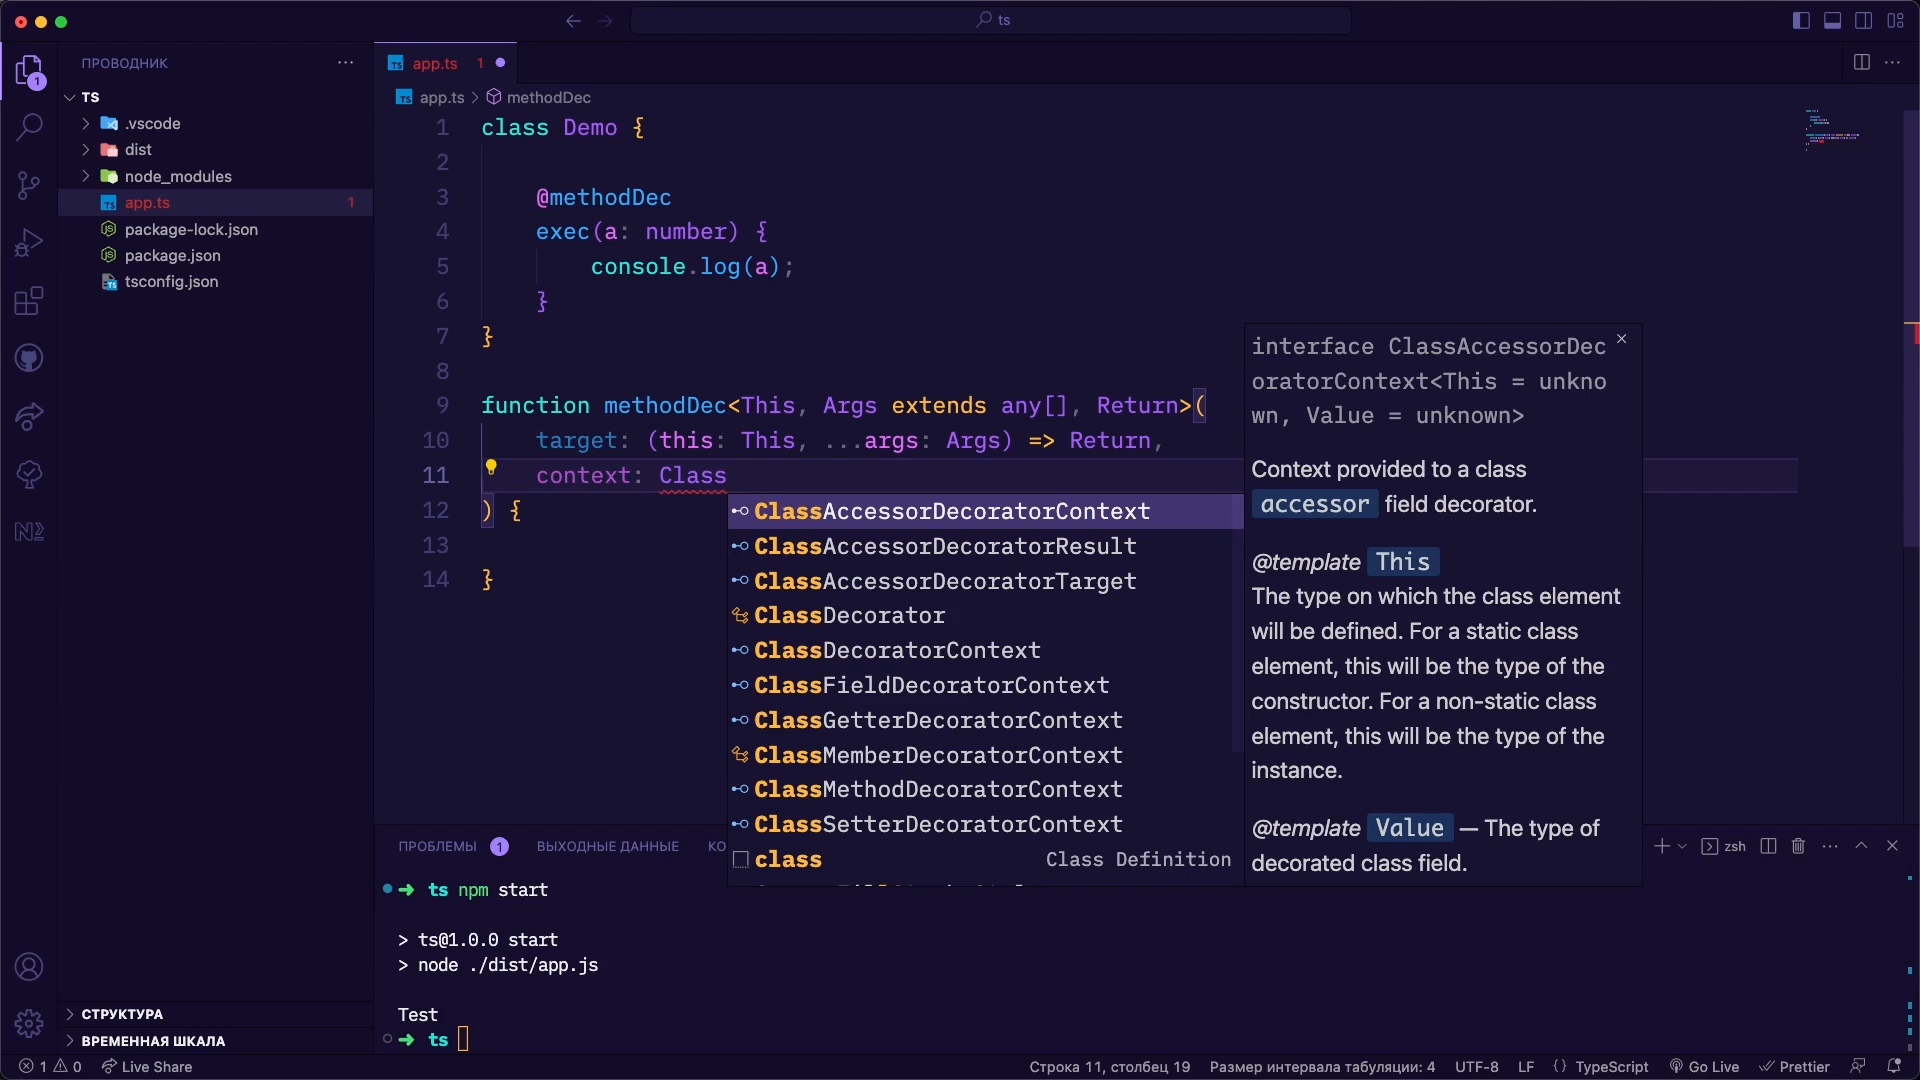 ts
ПРОВОДНИК
1
TS
.vscode
dist
node_modules
app.ts 1
package-lock.json
package.json
tsconfig.json
СТРУКТУРА
ВРЕМЕННАЯ ШКАЛА
TS app.ts 1
TS app.ts > methodDec
1 class Demo {
2
3 @methodDec
4 exec(a: number) {
5 console.log(a);
6 }
7 }
8
9 function methodDec<This, Args extends any[], Return>(
10 target: (this: This, ...args: Args) => Return,
11 context: Class
12 ) {
13
14 }
ClassAccessorDecoratorContext
ClassAccessorDecoratorResult
ClassAccessorDecoratorTarget
ClassDecorator
ClassDecoratorContext
ClassFieldDecoratorContext
ClassGetterDecoratorContext
ClassMemberDecoratorContext
ClassMethodDecoratorContext
ClassSetterDecoratorContext
class Class Definition
interface ClassAccessorDec
oratorContext<This = unkno
wn, Value = unknown>
Context provided to a class
accessor field decorator.
@template This
The type on which the class element
will be defined. For a static class
element, this will be the type of the
constructor. For a non-static class
element, this will be the type of the
instance.
@template Value — The type of
decorated class field.
ПРОБЛЕМЫ 1 ВЫХОДНЫЕ ДАННЫЕ КО
zsh
➜ ts npm start
> ts@1.0.0 start
> node ./dist/app.js
Test
➜ ts
1 0 Live Share
Строка 11, столбец 19 Размер интервала табуляции: 4 UTF-8 LF {} TypeScript Go Live Prettier